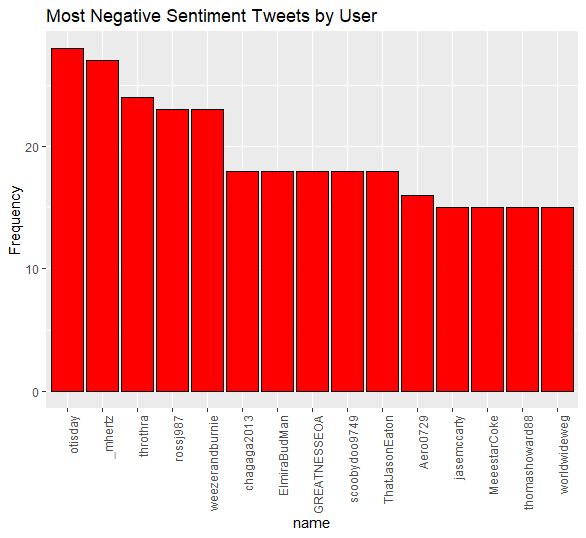 Most Negative Sentiment Tweets by User
Frequency
20
10
0
otisday
_mhertz
throthra
rossj987
weezerandburnie
chagaga2013
ElmiraBudMan
GREATNESSEOA
scoobydoo9749
ThatJasonEaton
Aero0729
jasemccarty
MeeeestarCoke
thomashoward88
worldwideweg
name